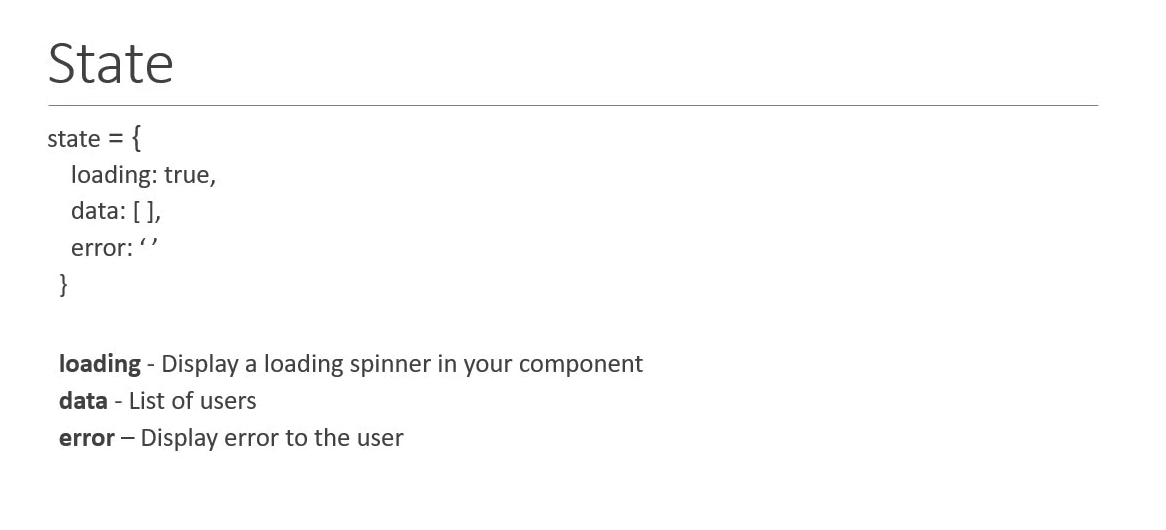 State
state = {
loading: true,
data: [ ],
error: ‘ ’
}
loading - Display a loading spinner in your component
data - List of users
error – Display error to the user